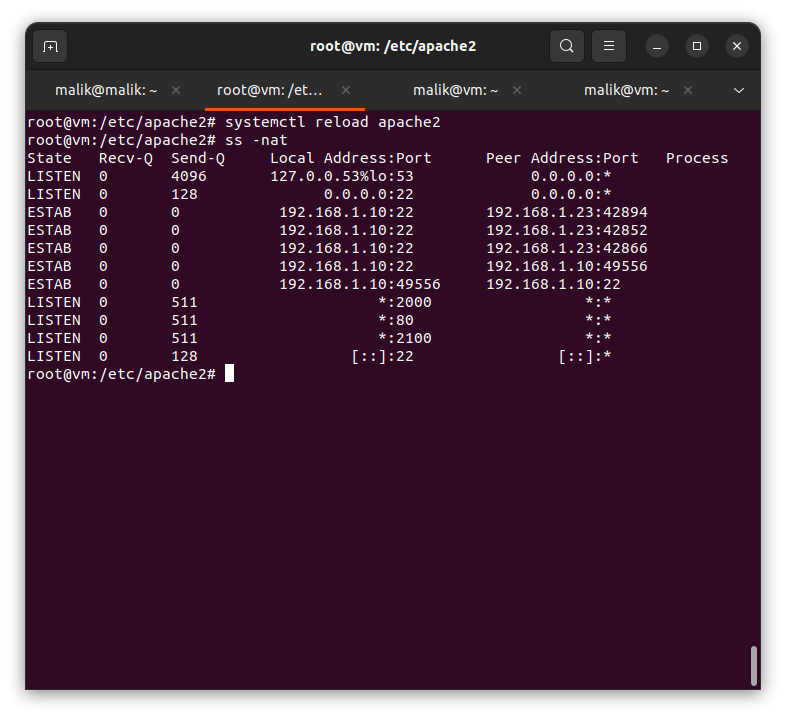 root@vm: /etc/apache2
malik@malik: ~
root@vm: /et…
malik@vm: ~
malik@vm: ~
root@vm:/etc/apache2# systemctl reload apache2
root@vm:/etc/apache2# ss -nat
State   Recv-Q  Send-Q     Local Address:Port      Peer Address:Port   Process
LISTEN  0       4096       127.0.0.53%lo:53             0.0.0.0:*
LISTEN  0       128              0.0.0.0:22             0.0.0.0:*
ESTAB   0       0           192.168.1.10:22        192.168.1.23:42894
ESTAB   0       0           192.168.1.10:22        192.168.1.23:42852
ESTAB   0       0           192.168.1.10:22        192.168.1.23:42866
ESTAB   0       0           192.168.1.10:22        192.168.1.10:49556
ESTAB   0       0           192.168.1.10:49556     192.168.1.10:22
LISTEN  0       511                    *:2000                 *:*
LISTEN  0       511                    *:80                   *:*
LISTEN  0       511                    *:2100                 *:*
LISTEN  0       128                 [::]:22                [::]:*
root@vm:/etc/apache2#